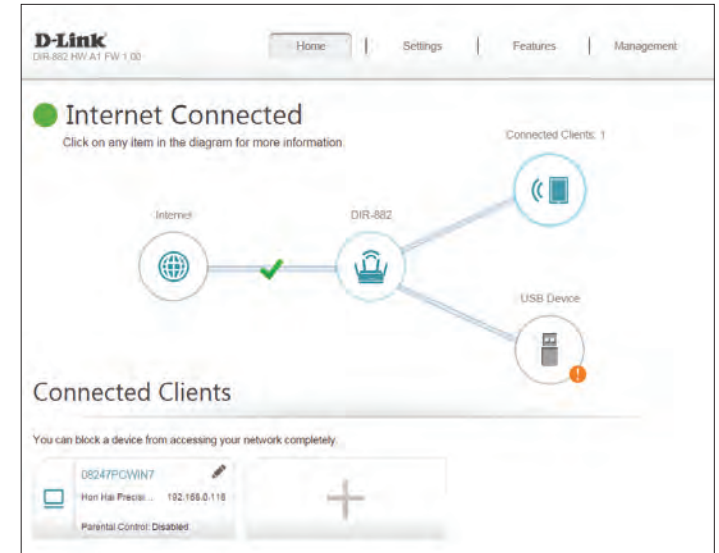 D-Link
DIR-882 HW:A1 FW:1.00
Home | Settings | Features | Management
Internet Connected
Click on any item in the diagram for more information.
Connected Clients: 1
Internet
DIR-882
USB Device
Connected Clients
You can block a device from accessing your network completely.
08247PCWIN7
Hon Hai Precisi... 192.168.0.116
Parental Control: Disabled